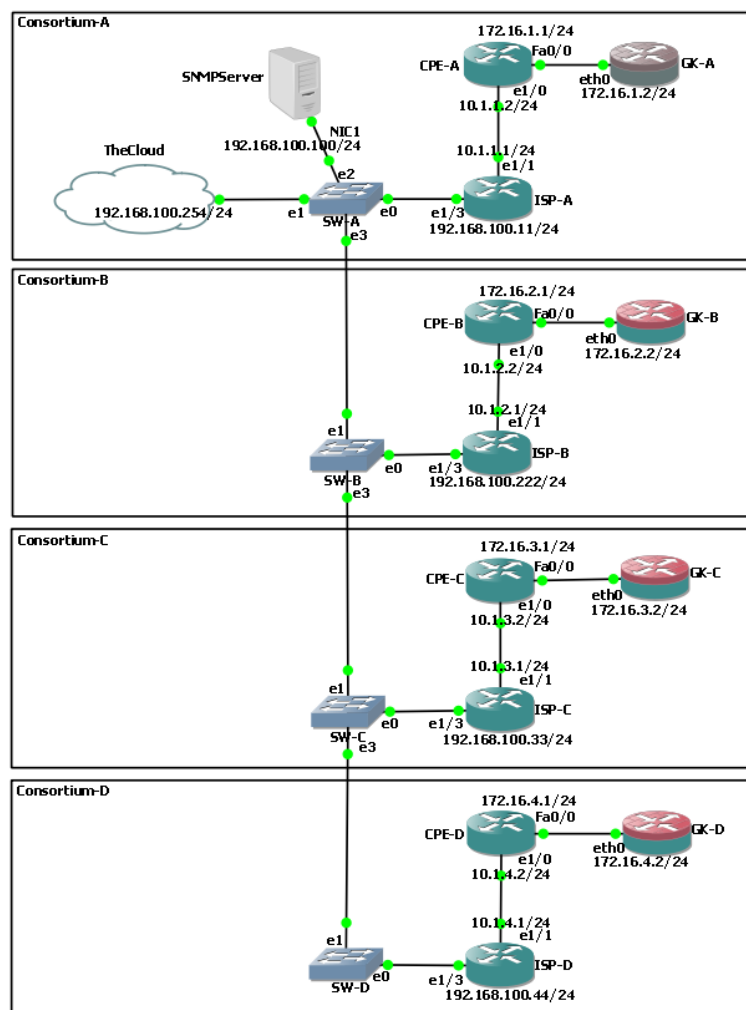 Consortium-A
172.16.1.1/24
Fa0/0
CPE-A
GK-A
SNMPServer
e1/0
eth0
172.16.1.2/24
10.1.1.2/24
NIC1
192.168.100.100/24
TheCloud
10.1.1.1/24
e1/1
e2
192.168.100.254/24
e1
e0
e1/3
ISP-A
SW-A
192.168.100.11/24
e3
Consortium-B
172.16.2.1/24
Fa0/0
CPE-B
GK-B
e1/0
eth0
172.16.2.2/24
10.1.2.2/24
10.1.2.1/24
e1/1
e1
e0
e1/3
ISP-B
SW-B
192.168.100.222/24
e3
Consortium-C
172.16.3.1/24
Fa0/0
CPE-C
GK-C
e1/0
eth0
172.16.3.2/24
10.1.3.2/24
10.1.3.1/24
e1/1
e1
e0
e1/3
ISP-C
SW-C
192.168.100.33/24
e3
Consortium-D
172.16.4.1/24
Fa0/0
CPE-D
GK-D
e1/0
eth0
172.16.4.2/24
10.1.4.2/24
10.1.4.1/24
e1/1
e1
e0
e1/3
ISP-D
SW-D
192.168.100.44/24